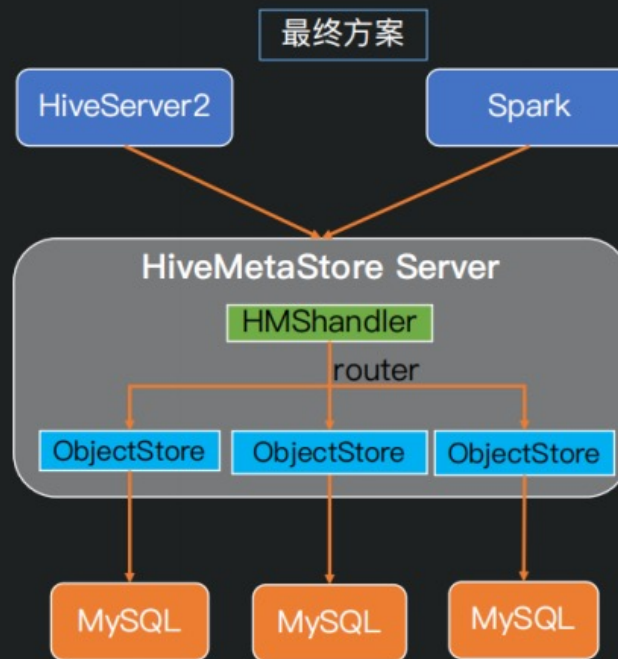 最终方案
HiveServer2
Spark
HiveMetaStore Server
HMShandler
router
ObjectStore
ObjectStore
ObjectStore
MySQL
MySQL
MySQL